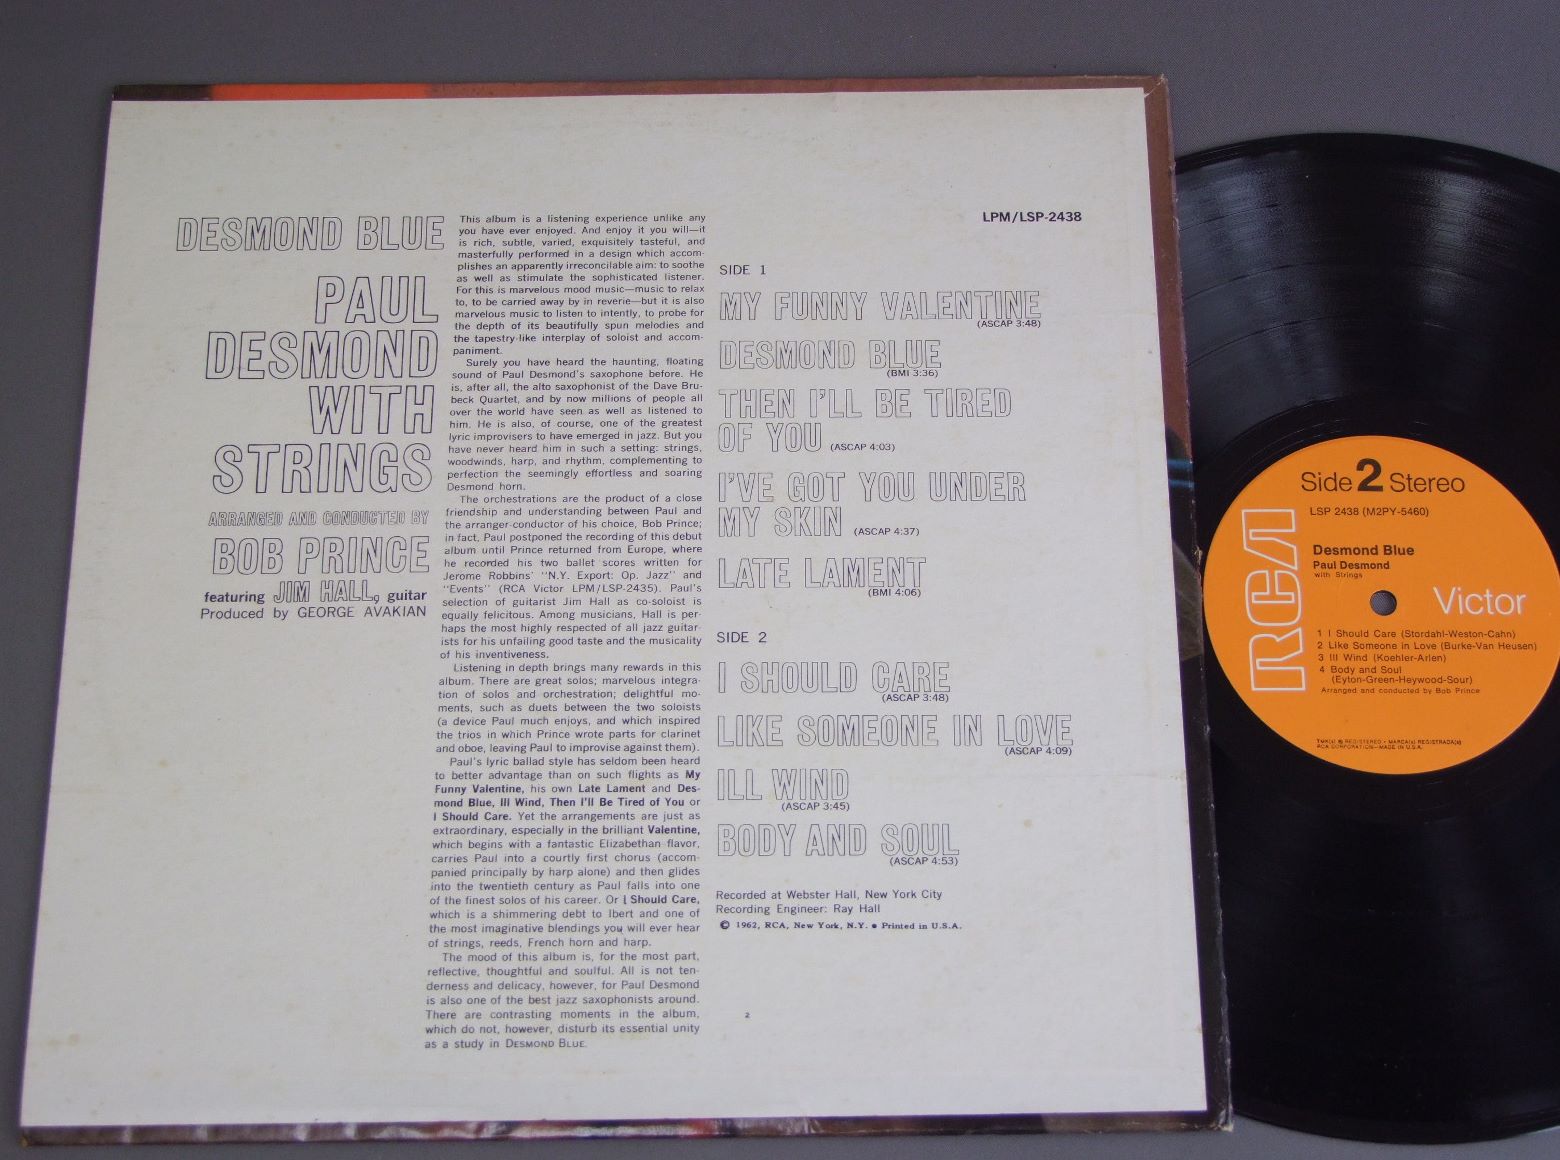 DESMOND BLUE
PAUL
DESMOND
WITH
STRINGS
ARRANGED AND CONDUCTED BY
BOB PRINCE
featuring JIM HALL, guitar
Produced by GEORGE AVAKIAN
This album is a listening experience unlike any
you have ever enjoyed. And enjoy it you will—it
is rich, subtle, varied, exquisitely tasteful, and
masterfully performed in a design which accom-
plishes an apparently irreconcilable aim: to soothe
as well as stimulate the sophisticated listener.
For this is marvelous mood music—music to relax
to, to be carried away by in reverie—but it is also
marvelous music to listen to intently, to probe for
the depth of its beautifully spun melodies and
the tapestry-like interplay of soloist and accom-
paniment.
Surely you have heard the haunting, floating
sound of Paul Desmond's saxophone before. He
is, after all, the alto saxophonist of the Dave Bru-
beck Quartet, and by now millions of people all
over the world have seen as well as listened to
him. He is also, of course, one of the greatest
lyric improvisers to have emerged in jazz. But you
have never heard him in such a setting: strings,
woodwinds, harp, and rhythm, complementing to
perfection the seemingly effortless and soaring
Desmond horn.
The orchestrations are the product of a close
friendship and understanding between Paul and
the arranger-conductor of his choice, Bob Prince;
in fact, Paul postponed the recording of this debut
album until Prince returned from Europe, where
he recorded his two ballet scores written for
Jerome Robbins' "N.Y. Export: Op. Jazz" and
"Events" (RCA Victor LPM/LSP-2435). Paul's
selection of guitarist Jim Hall as co-soloist is
equally felicitous. Among musicians, Hall is per-
haps the most highly respected of all jazz guitar-
ists for his unfailing good taste and the musicality
of his inventiveness.
Listening in depth brings many rewards in this
album. There are great solos; marvelous integra-
tion of solos and orchestration; delightful mo-
ments, such as duets between the two soloists
(a device Paul much enjoys, and which inspired
the trios in which Prince wrote parts for clarinet
and oboe, leaving Paul to improvise against them).
Paul's lyric ballad style has seldom been heard
to better advantage than on such flights as My
Funny Valentine, his own Late Lament and Des-
mond Blue, Ill Wind, Then I'll Be Tired of You or
I Should Care. Yet the arrangements are just as
extraordinary, especially in the brilliant Valentine,
which begins with a fantastic Elizabethan flavor,
carries Paul into a courtly first chorus (accom-
panied principally by harp alone) and then glides
into the twentieth century as Paul falls into one
of the finest solos of his career. Or I Should Care,
which is a shimmering debt to Ibert and one of
the most imaginative blendings you will ever hear
of strings, reeds, French horn and harp.
The mood of this album is, for the most part,
reflective, thoughtful and soulful. All is not ten-
derness and delicacy, however, for Paul Desmond
is also one of the best jazz saxophonists around.
There are contrasting moments in the album,
which do not, however, disturb its essential unity
as a study in DESMOND BLUE.
LPM/LSP-2438
SIDE 1
MY FUNNY VALENTINE
(ASCAP 3:48)
DESMOND BLUE
(BMI 3:36)
THEN I'LL BE TIRED
OF YOU (ASCAP 4:03)
I'VE GOT YOU UNDER
MY SKIN (ASCAP 4:37)
LATE LAMENT
(BMI 4:06)
SIDE 2
I SHOULD CARE
(ASCAP 3:48)
LIKE SOMEONE IN LOVE
(ASCAP 4:09)
ILL WIND
(ASCAP 3:45)
BODY AND SOUL
(ASCAP 4:53)
Recorded at Webster Hall, New York City
Recording Engineer: Ray Hall
© 1962, RCA, New York, N.Y. • Printed in U.S.A.
2
Side 2 Stereo
LSP 2438 (M2PY-5460)
Desmond Blue
Paul Desmond
with Strings
RCA
Victor
1 I Should Care (Stordahl-Weston-Cahn)
2 Like Someone in Love (Burke-Van Heusen)
3 Ill Wind (Koehler-Arlen)
4 Body and Soul
(Eyton-Green-Heywood-Sour)
Arranged and conducted by Bob Prince
TMK(s) ® REGISTERED • MARCA(s) REGISTRADA(s)
RCA CORPORATION—MADE IN U.S.A.